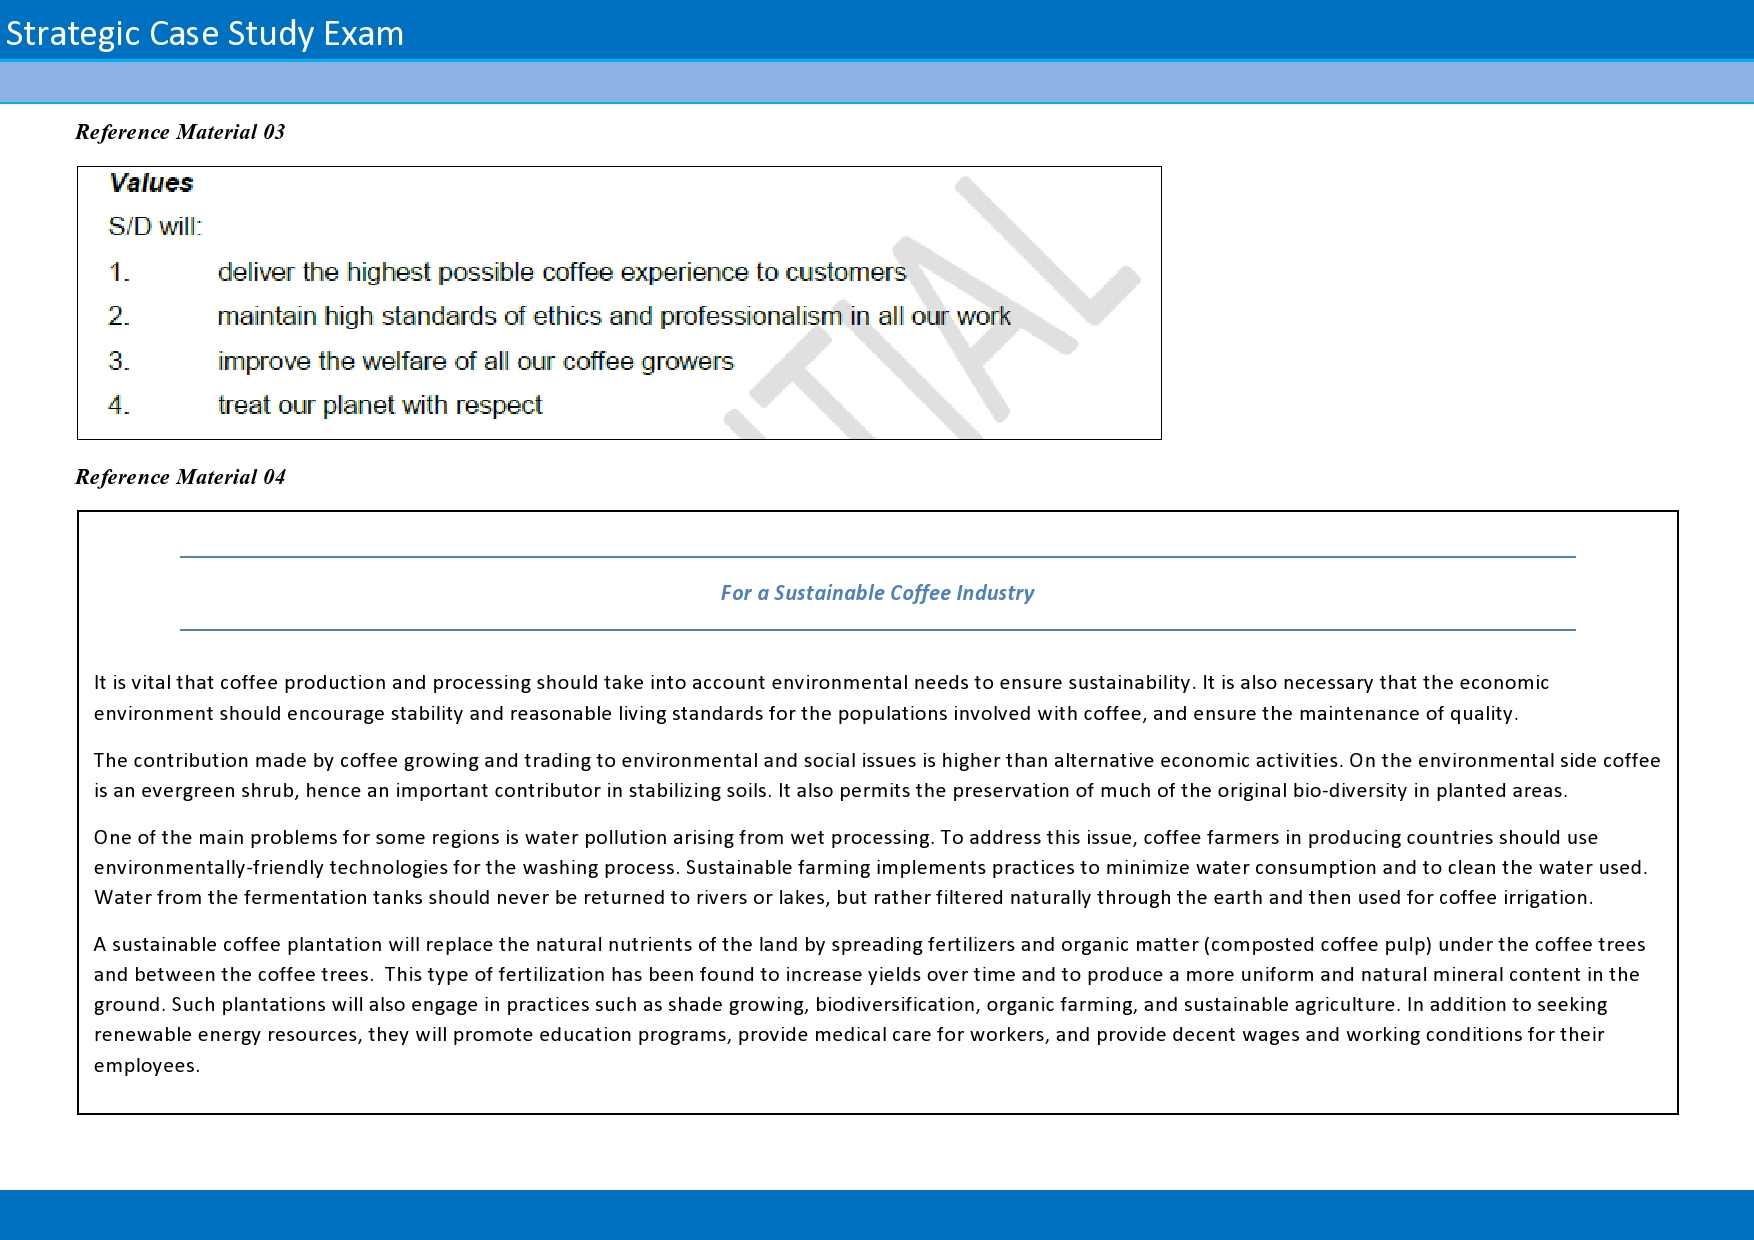 Strategic Case Study Exam
Reference Material 03
Values
S/D will:
1. deliver the highest possible coffee experience to customers
2. maintain high standards of ethics and professionalism in all our work
3. improve the welfare of all our coffee growers
4. treat our planet with respect
TIAL
Reference Material 04
For a Sustainable Coffee Industry
It is vital that coffee production and processing should take into account environmental needs to ensure sustainability. It is also necessary that the economic
environment should encourage stability and reasonable living standards for the populations involved with coffee, and ensure the maintenance of quality.
The contribution made by coffee growing and trading to environmental and social issues is higher than alternative economic activities. On the environmental side coffee
is an evergreen shrub, hence an important contributor in stabilizing soils. It also permits the preservation of much of the original bio-diversity in planted areas.
One of the main problems for some regions is water pollution arising from wet processing. To address this issue, coffee farmers in producing countries should use
environmentally-friendly technologies for the washing process. Sustainable farming implements practices to minimize water consumption and to clean the water used.
Water from the fermentation tanks should never be returned to rivers or lakes, but rather filtered naturally through the earth and then used for coffee irrigation.
A sustainable coffee plantation will replace the natural nutrients of the land by spreading fertilizers and organic matter (composted coffee pulp) under the coffee trees
and between the coffee trees. This type of fertilization has been found to increase yields over time and to produce a more uniform and natural mineral content in the
ground. Such plantations will also engage in practices such as shade growing, biodiversification, organic farming, and sustainable agriculture. In addition to seeking
renewable energy resources, they will promote education programs, provide medical care for workers, and provide decent wages and working conditions for their
employees.